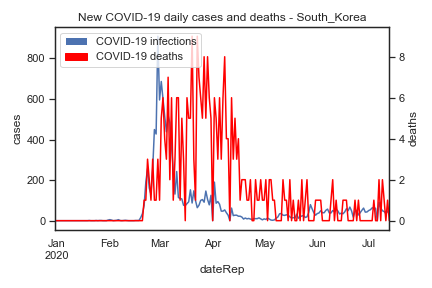 New COVID-19 daily cases and deaths - South_Korea
COVID-19 infections
COVID-19 deaths
800
600
400
200
0
cases
8
6
4
2
0
deaths
Jan Feb Mar Apr May Jun Jul
2020
dateRep